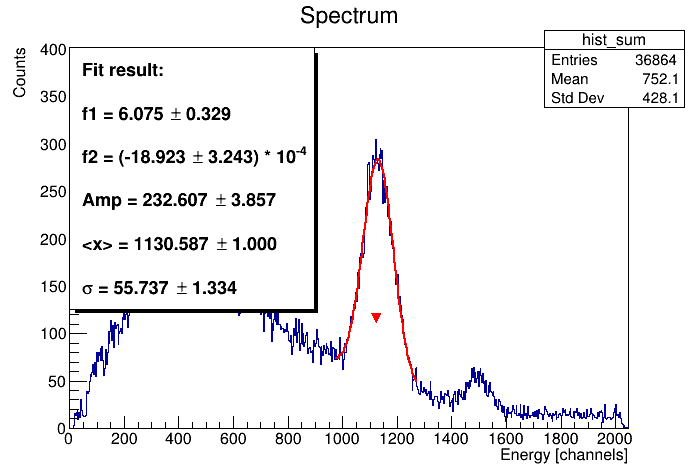 Spectrum
hist_sum
Entries 36864
Mean 752.1
Std Dev 428.1
Counts
400
350
300
250
200
150
100
50
0
Fit result:
f1 = 6.075 ± 0.329
f2 = (-18.923 ± 3.243) * 10⁻⁴
Amp = 232.607 ± 3.857
<x> = 1130.587 ± 1.000
σ = 55.737 ± 1.334
0 200 400 600 800 1000 1200 1400 1600 1800 2000
Energy [channels]